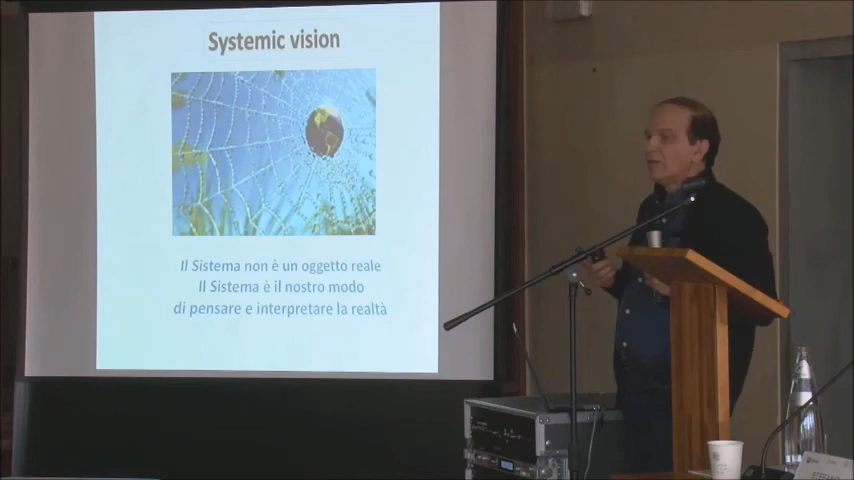 Systemic vision
Il Sistema non è un oggetto reale
Il Sistema è il nostro modo
di pensare e interpretare la realtà